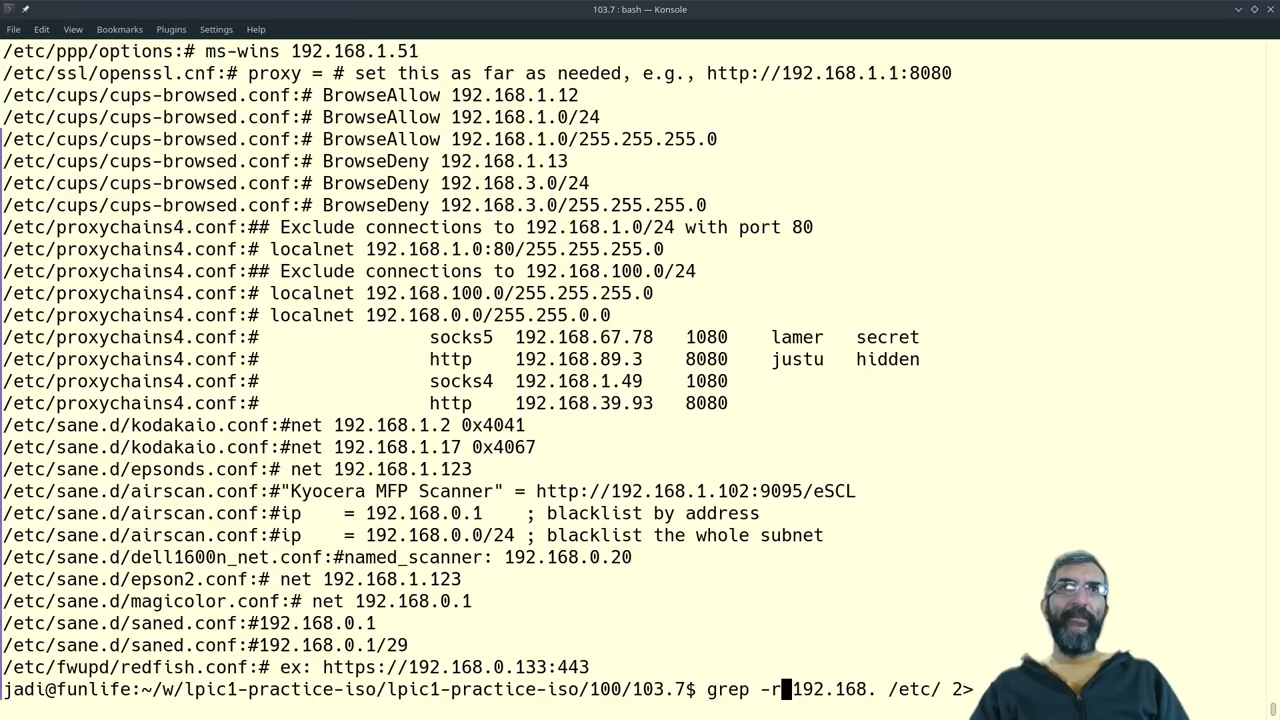 103.7 : bash — Konsole
File Edit View Bookmarks Plugins Settings Help
/etc/ppp/options:# ms-wins 192.168.1.51
/etc/ssl/openssl.cnf:# proxy = # set this as far as needed, e.g., http://192.168.1.1:8080
/etc/cups/cups-browsed.conf:# BrowseAllow 192.168.1.12
/etc/cups/cups-browsed.conf:# BrowseAllow 192.168.1.0/24
/etc/cups/cups-browsed.conf:# BrowseAllow 192.168.1.0/255.255.255.0
/etc/cups/cups-browsed.conf:# BrowseDeny 192.168.1.13
/etc/cups/cups-browsed.conf:# BrowseDeny 192.168.3.0/24
/etc/cups/cups-browsed.conf:# BrowseDeny 192.168.3.0/255.255.255.0
/etc/proxychains4.conf:## Exclude connections to 192.168.1.0/24 with port 80
/etc/proxychains4.conf:# localnet 192.168.1.0:80/255.255.255.0
/etc/proxychains4.conf:## Exclude connections to 192.168.100.0/24
/etc/proxychains4.conf:# localnet 192.168.100.0/255.255.255.0
/etc/proxychains4.conf:# localnet 192.168.0.0/255.255.0.0
/etc/proxychains4.conf:#                socks5  192.168.67.78   1080    lamer   secret
/etc/proxychains4.conf:#                http    192.168.89.3    8080    justu   hidden
/etc/proxychains4.conf:#                socks4  192.168.1.49    1080
/etc/proxychains4.conf:#                http    192.168.39.93   8080
/etc/sane.d/kodakaio.conf:#net 192.168.1.2 0x4041
/etc/sane.d/kodakaio.conf:#net 192.168.1.17 0x4067
/etc/sane.d/epsonds.conf:# net 192.168.1.123
/etc/sane.d/airscan.conf:#"Kyocera MFP Scanner" = http://192.168.1.102:9095/eSCL
/etc/sane.d/airscan.conf:#ip    = 192.168.0.1    ; blacklist by address
/etc/sane.d/airscan.conf:#ip    = 192.168.0.0/24 ; blacklist the whole subnet
/etc/sane.d/dell1600n_net.conf:#named_scanner: 192.168.0.20
/etc/sane.d/epson2.conf:# net 192.168.1.123
/etc/sane.d/magicolor.conf:# net 192.168.0.1
/etc/sane.d/saned.conf:#192.168.0.1
/etc/sane.d/saned.conf:#192.168.0.1/29
/etc/fwupd/redfish.conf:# ex: https://192.168.0.133:443
jadi@funlife:~/w/lpic1-practice-iso/lpic1-practice-iso/100/103.7$ grep -r 192.168. /etc/ 2>